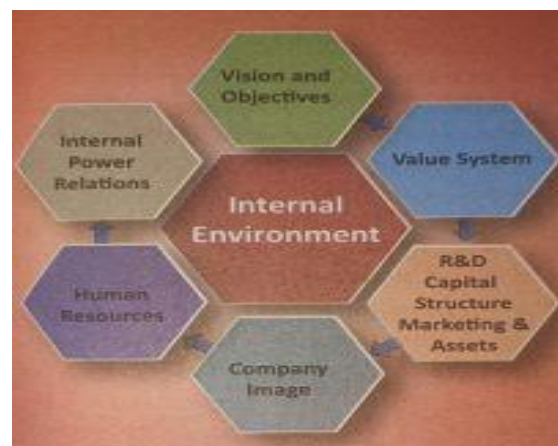 Vision and
Objectives
Value System
R&D
Capital
Structure
Marketing &
Assets
Company
Image
Human
Resources
Internal
Power
Relations
Internal
Environment